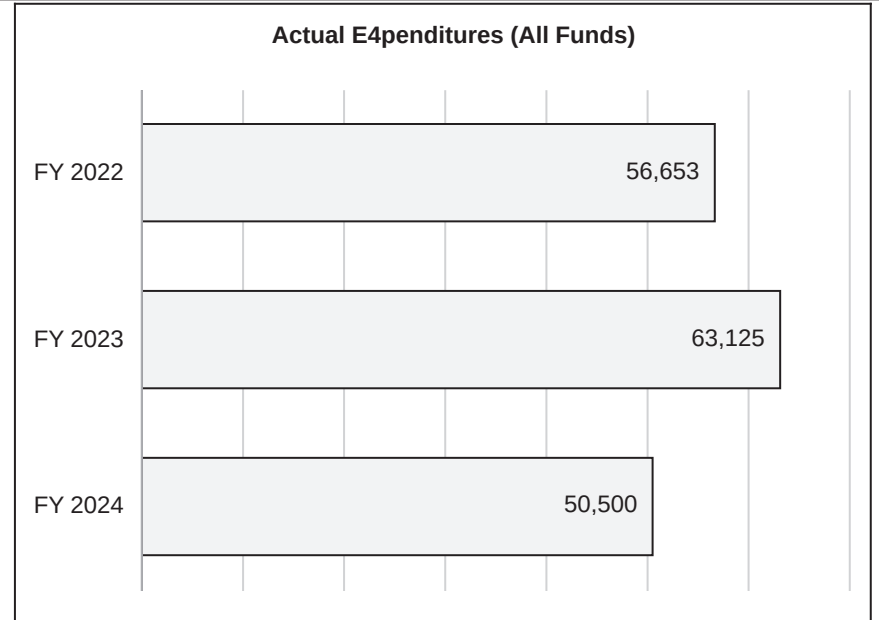 Actual E4penditures (All Funds)
FY 2022 56,653
FY 2023 63,125
FY 2024 50,500